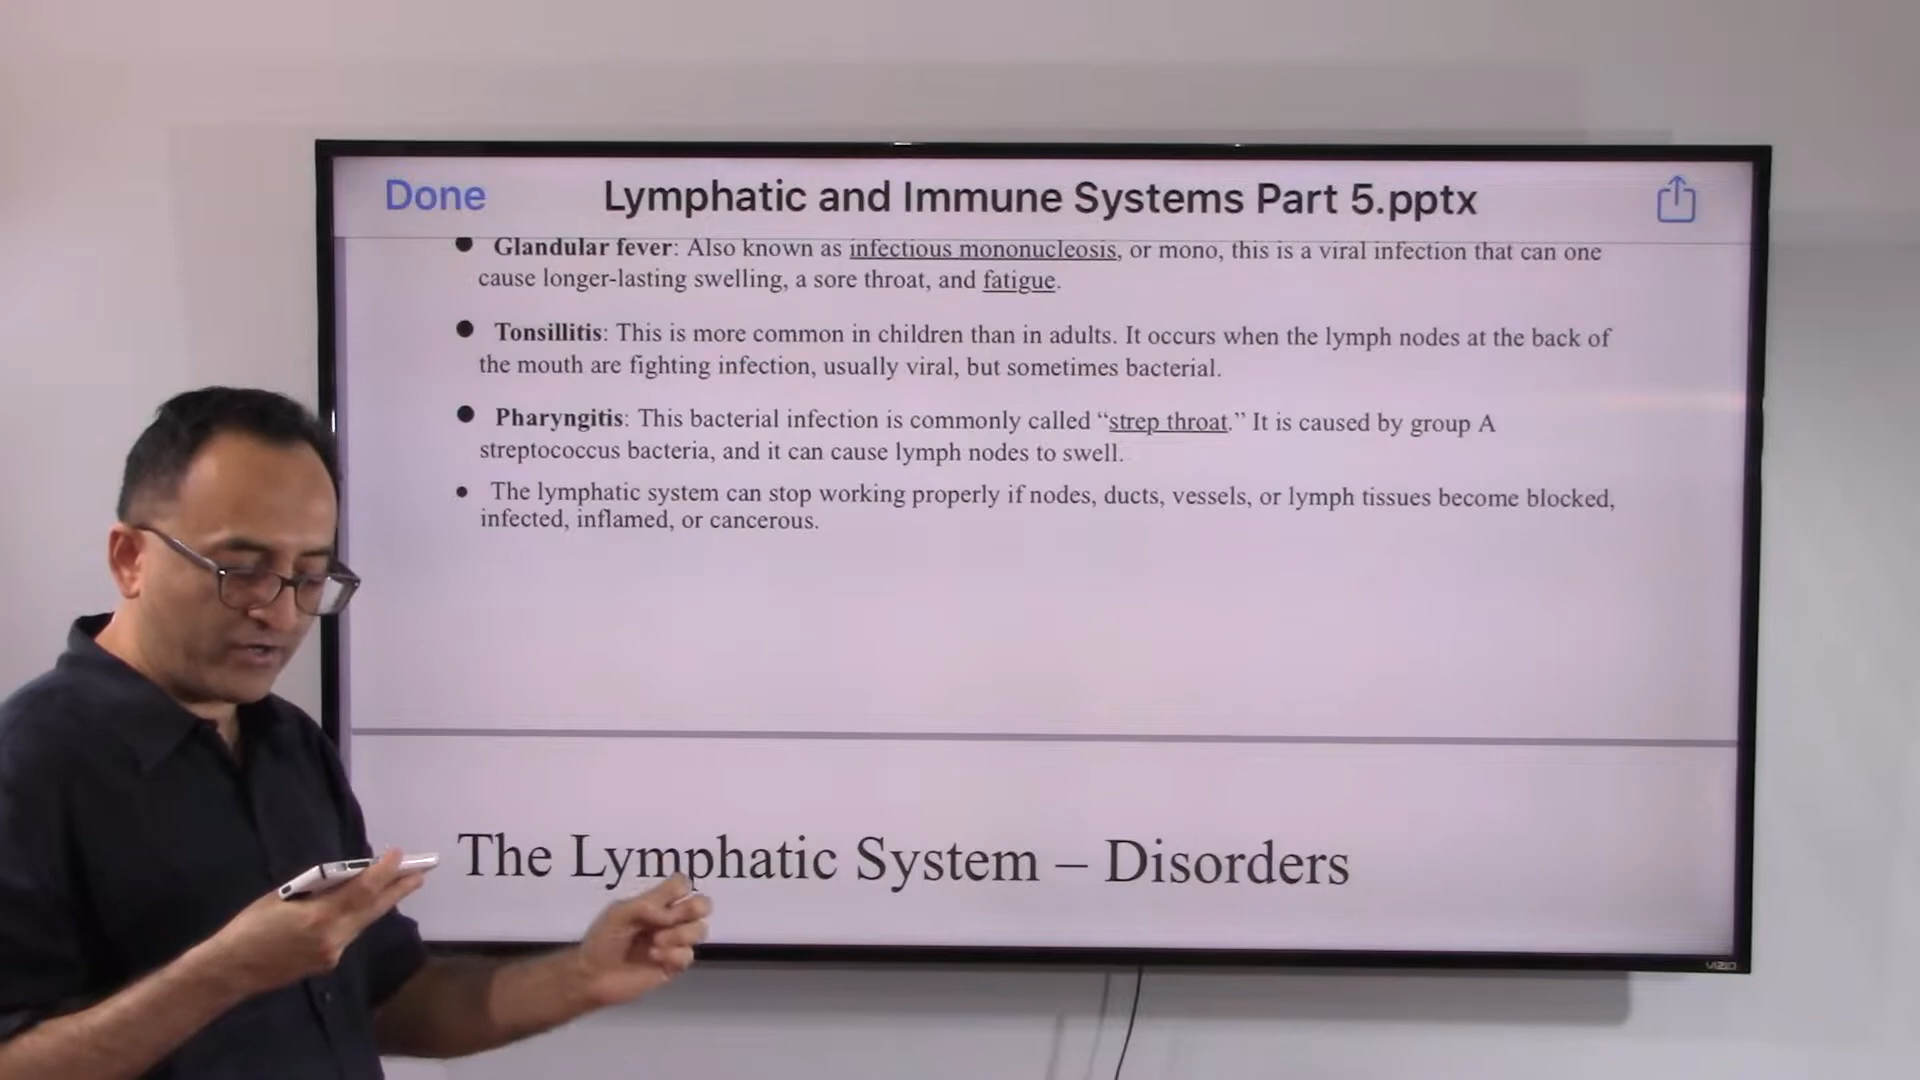 Done
Lymphatic and Immune Systems Part 5.pptx
● Glandular fever: Also known as infectious mononucleosis, or mono, this is a viral infection that can one
cause longer-lasting swelling, a sore throat, and fatigue.
● Tonsillitis: This is more common in children than in adults. It occurs when the lymph nodes at the back of
the mouth are fighting infection, usually viral, but sometimes bacterial.
● Pharyngitis: This bacterial infection is commonly called “strep throat.” It is caused by group A
streptococcus bacteria, and it can cause lymph nodes to swell.
• The lymphatic system can stop working properly if nodes, ducts, vessels, or lymph tissues become blocked,
infected, inflamed, or cancerous.
The Lymphatic System – Disorders
VIZIO